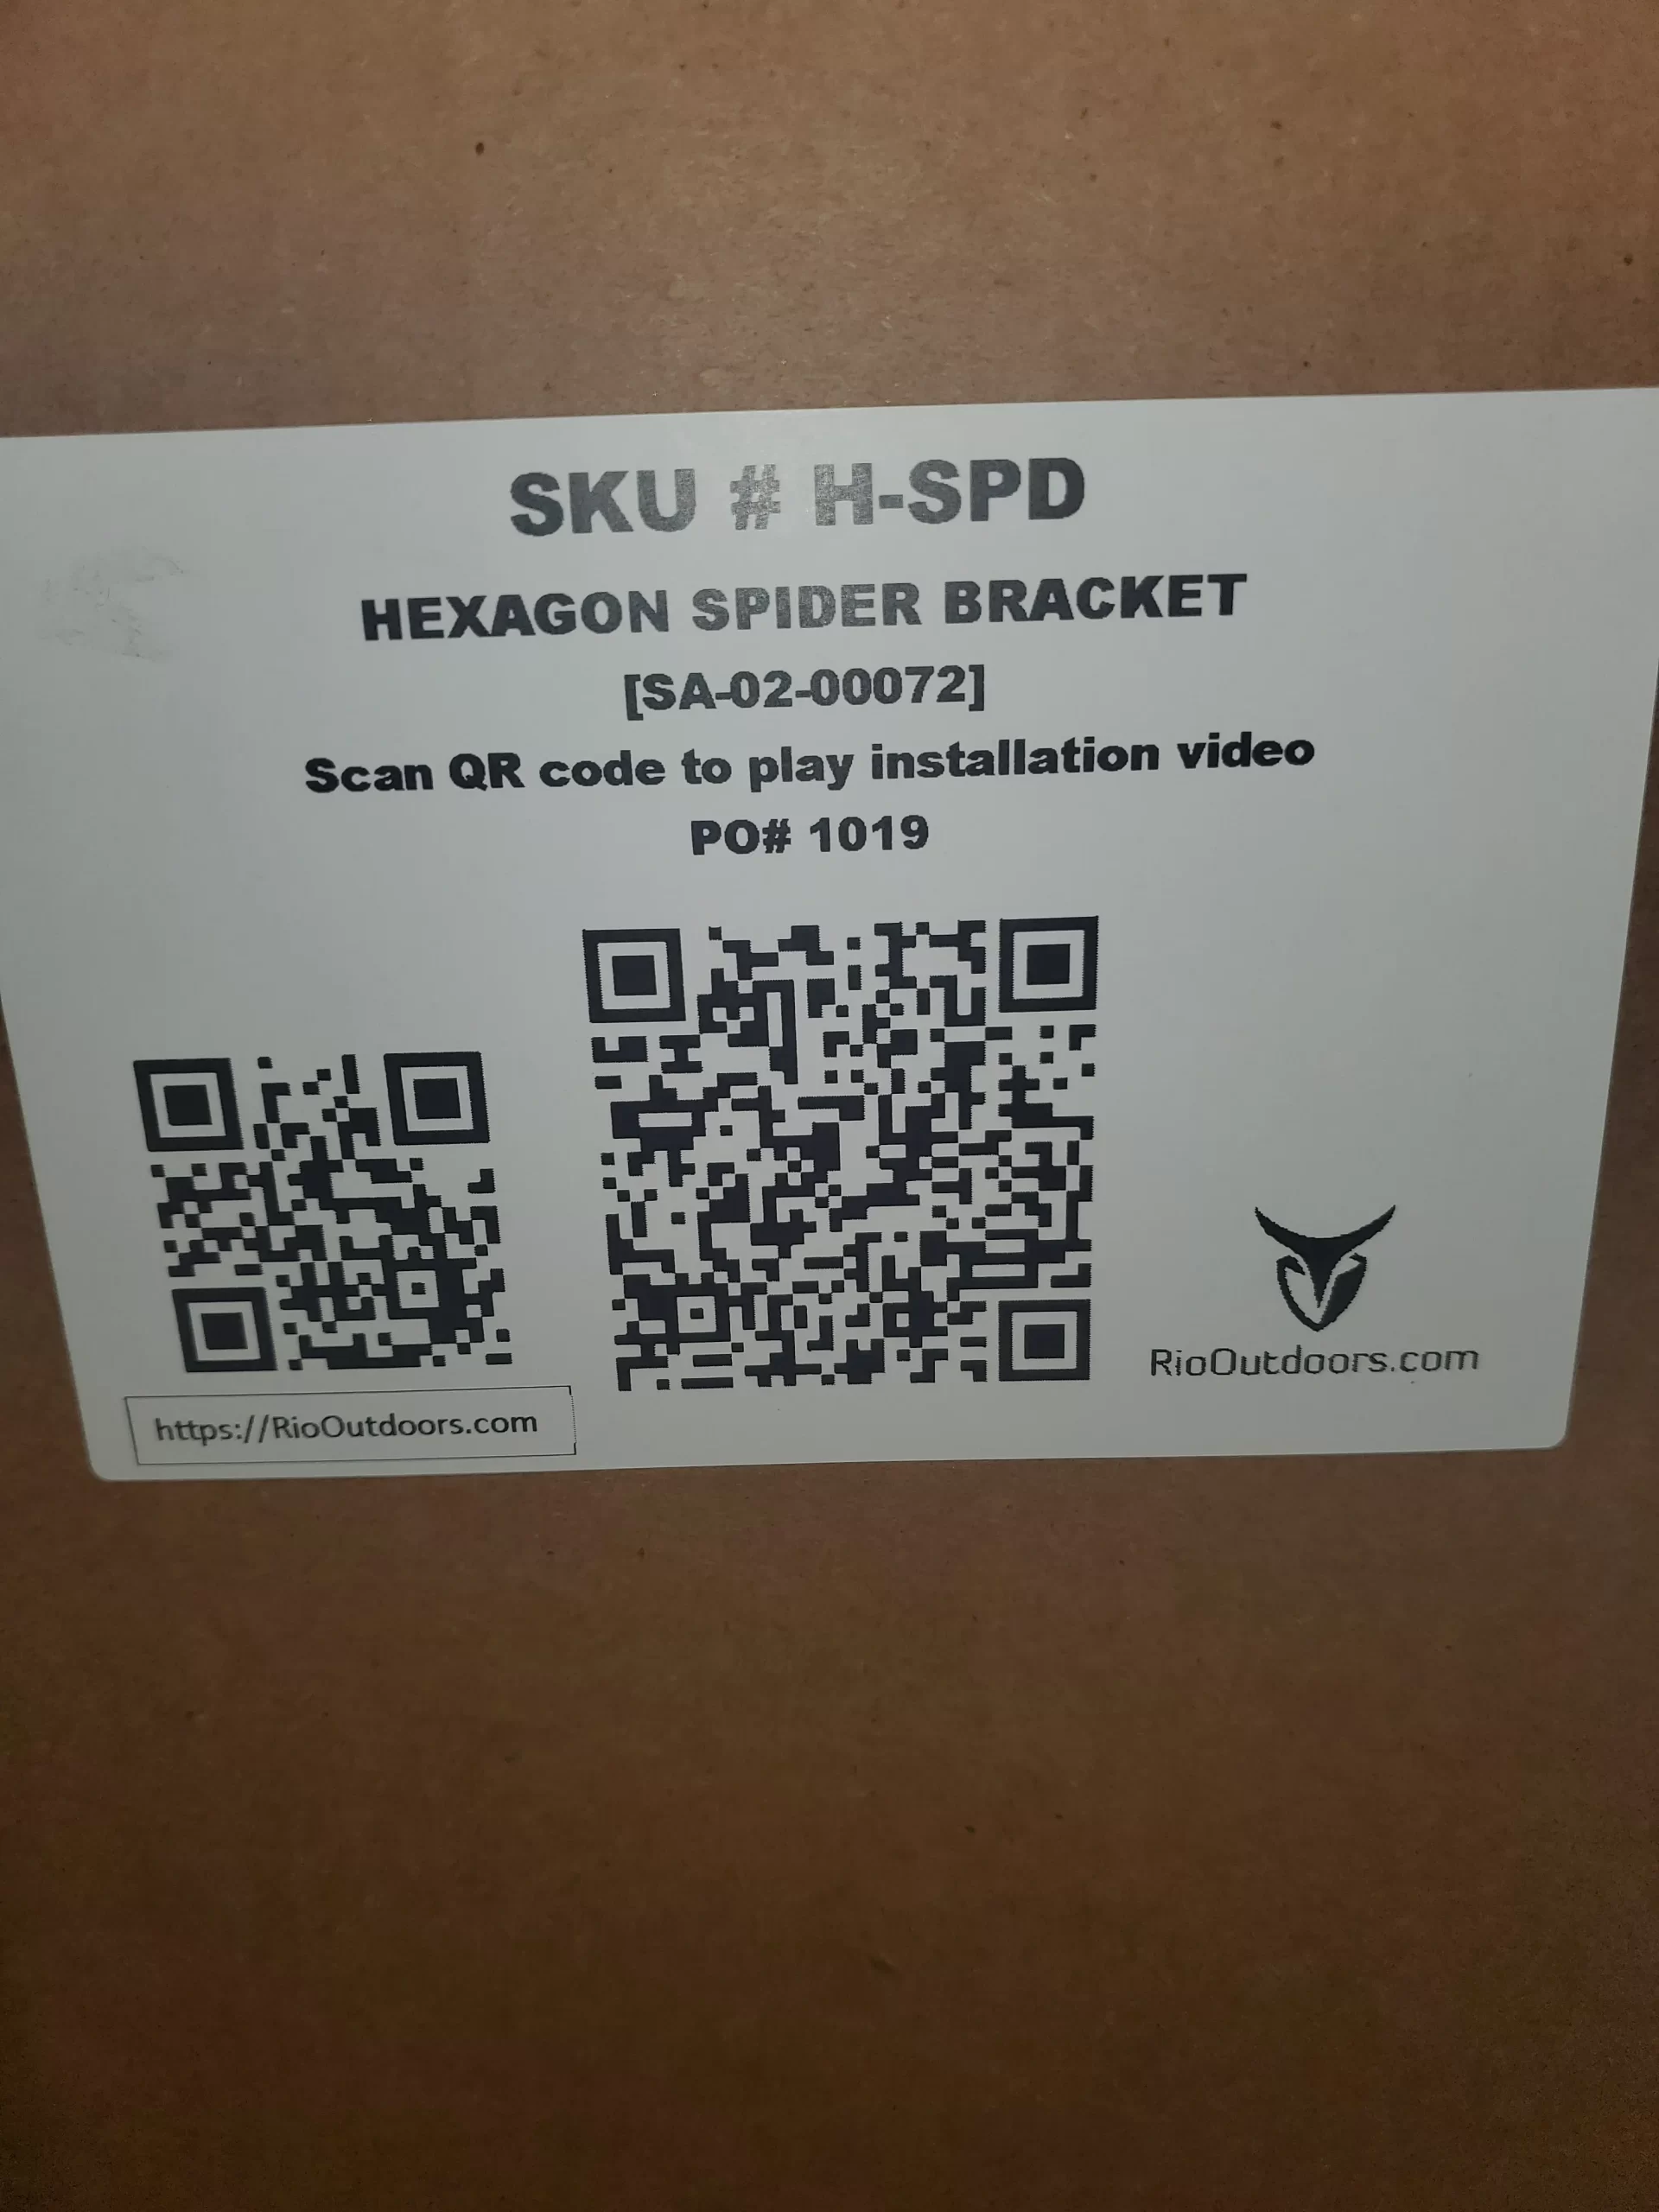 SKU # H-SPD
HEXAGON SPIDER BRACKET
[SA-02-00072]
Scan QR code to play installation video
PO# 1019
RioOutdoors.com
https://RioOutdoors.com